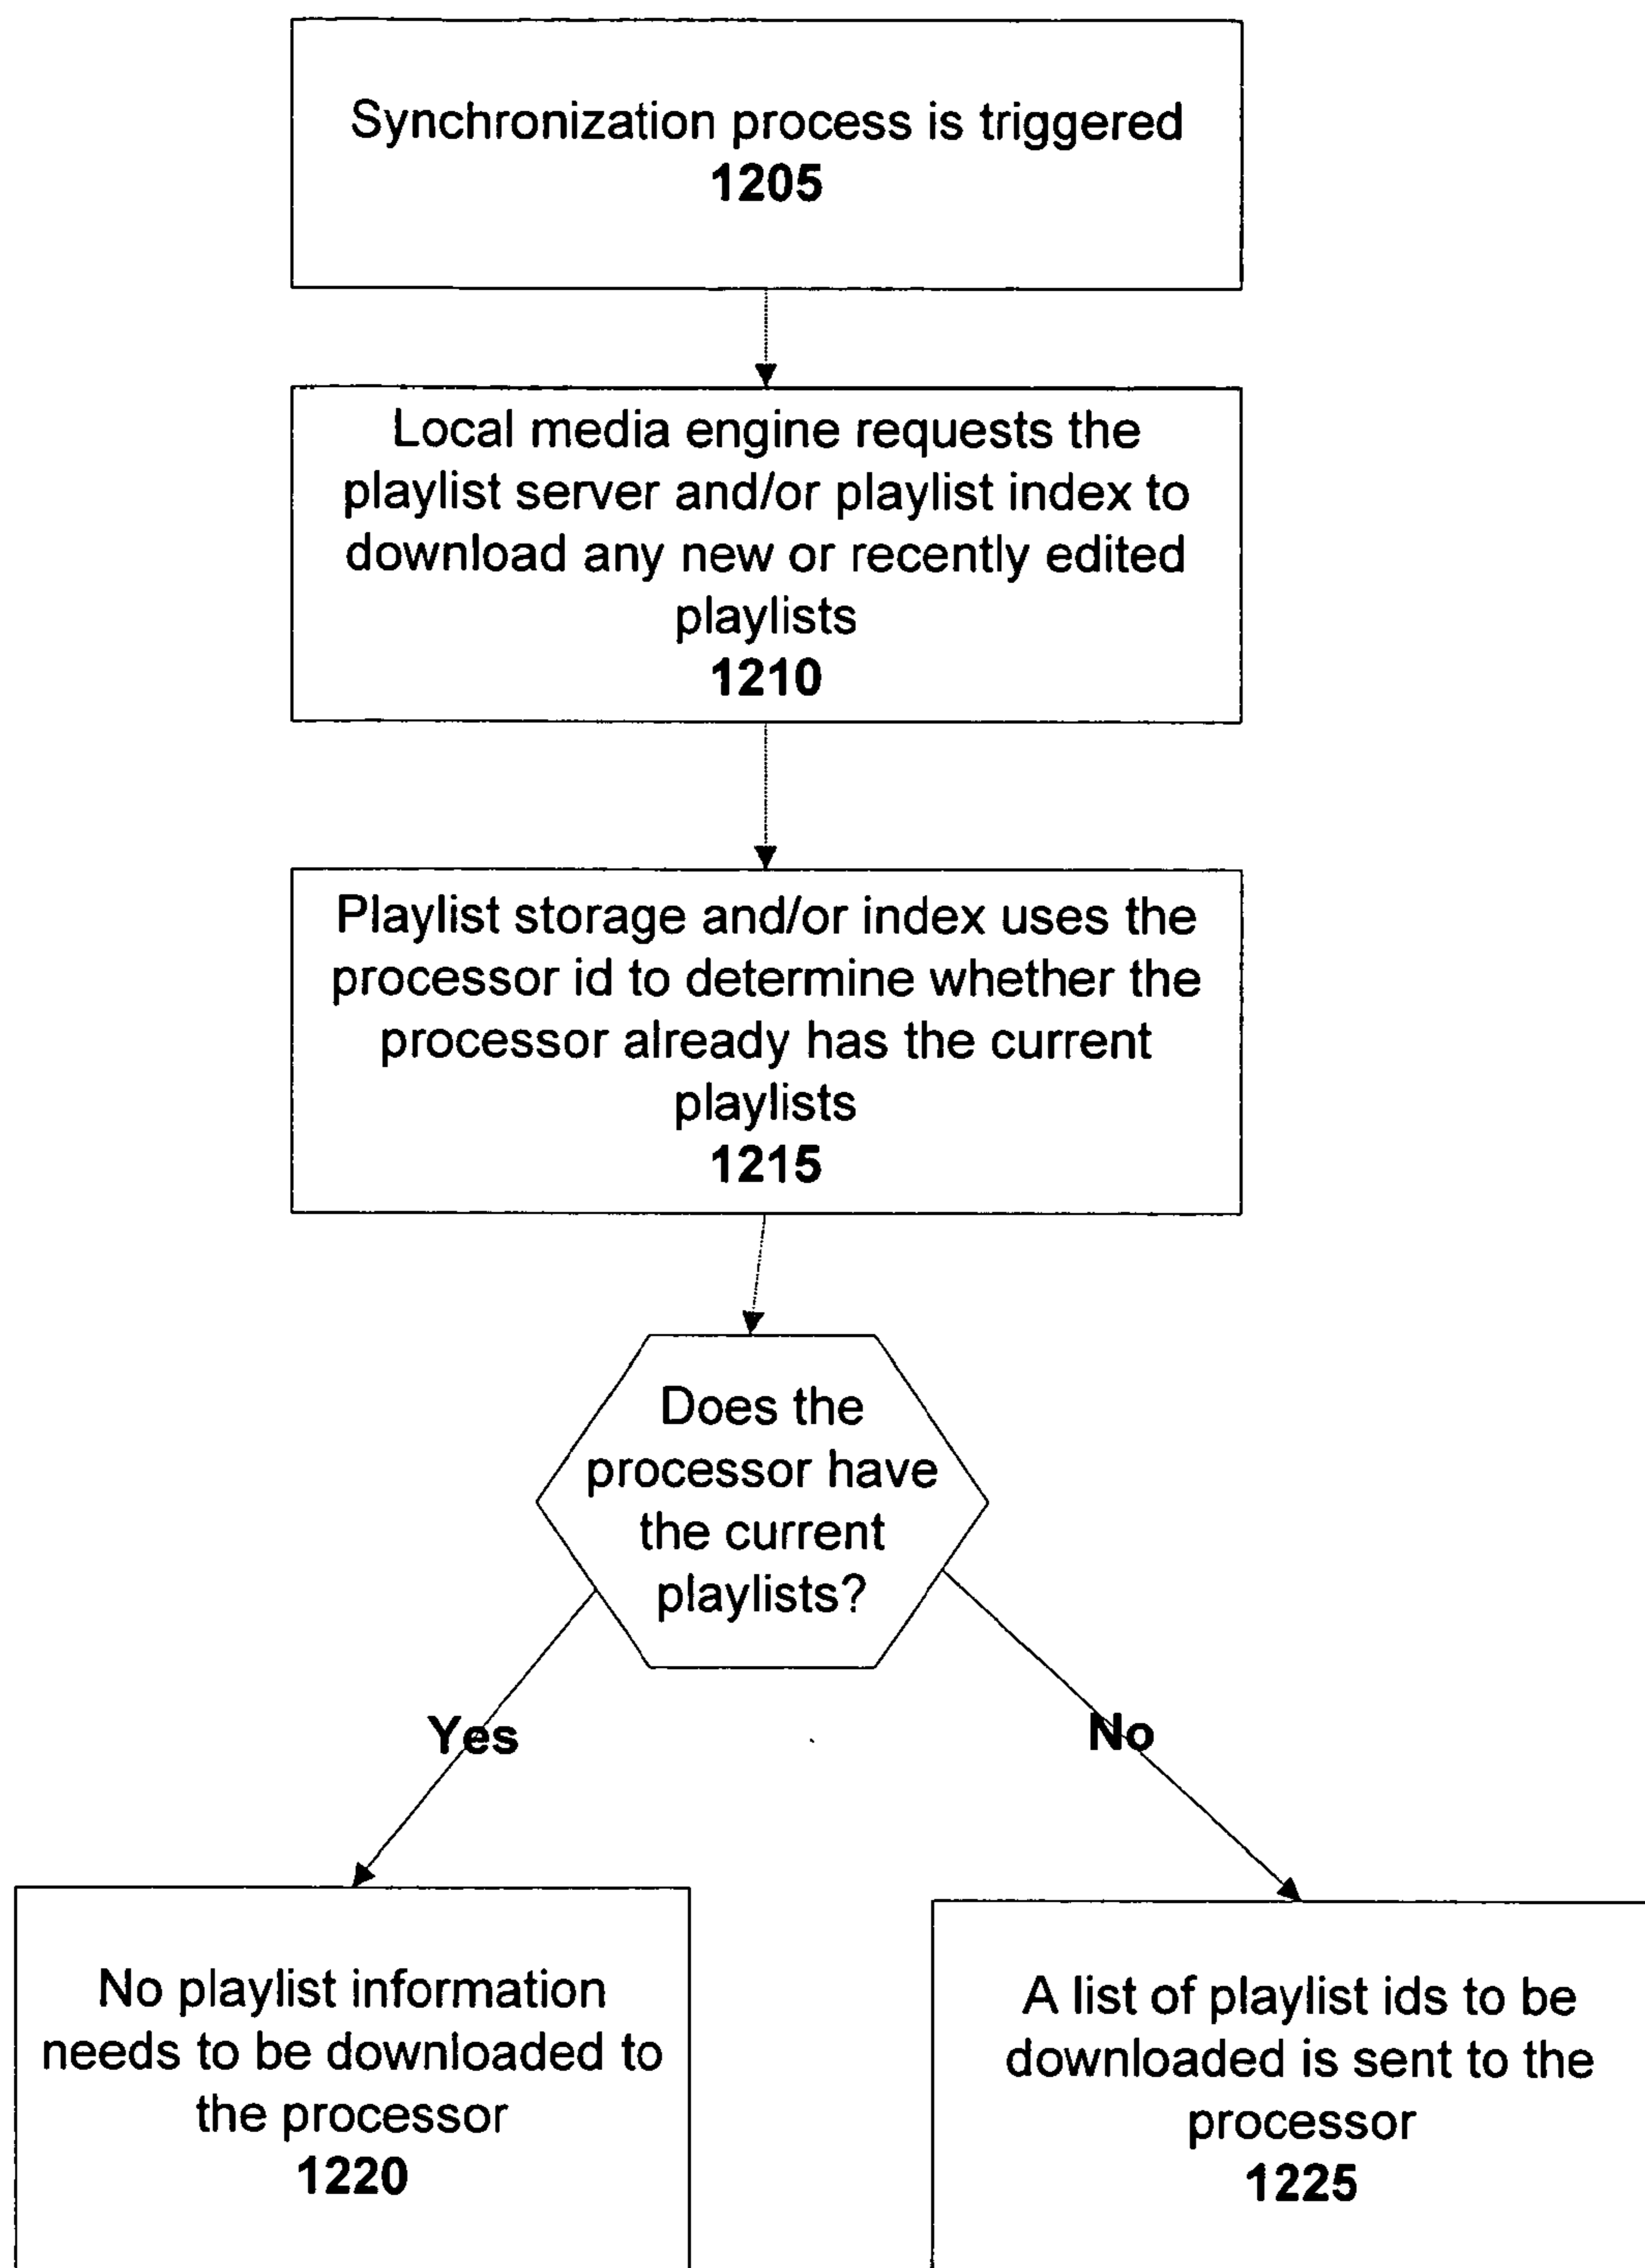 Synchronization process is triggered
1205
Local media engine requests the
playlist server and/or playlist index to
download any new or recently edited
playlists
1210
Playlist storage and/or index uses the
processor id to determine whether the
processor already has the current
playlists
1215
Does the
processor have
the current
playlists?
Yes
No
No playlist information
needs to be downloaded to
the processor
1220
A list of playlist ids to be
downloaded is sent to the
processor
1225